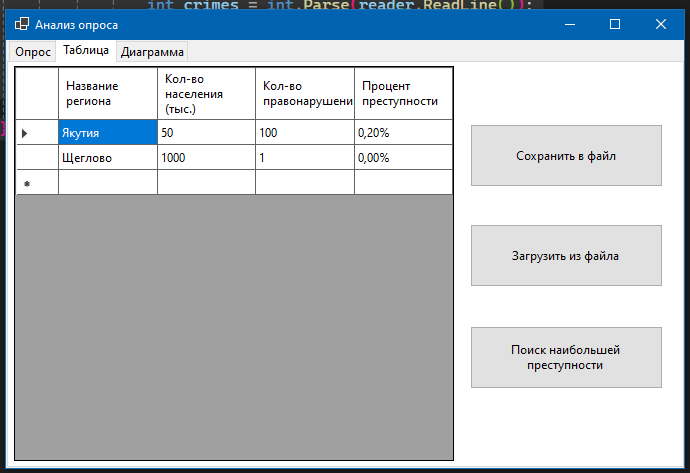 int crimes = int.Parse(reader.ReadLine());
Анализ опроса
Опрос Таблица Диаграмма
Название региона
Кол-во населения (тыс.)
Кол-во правонарушени
Процент преступности
Якутия 50 100 0,20%
Щеглово 1000 1 0,00%
Сохранить в файл
Загрузить из файла
Поиск наибольшей
преступности